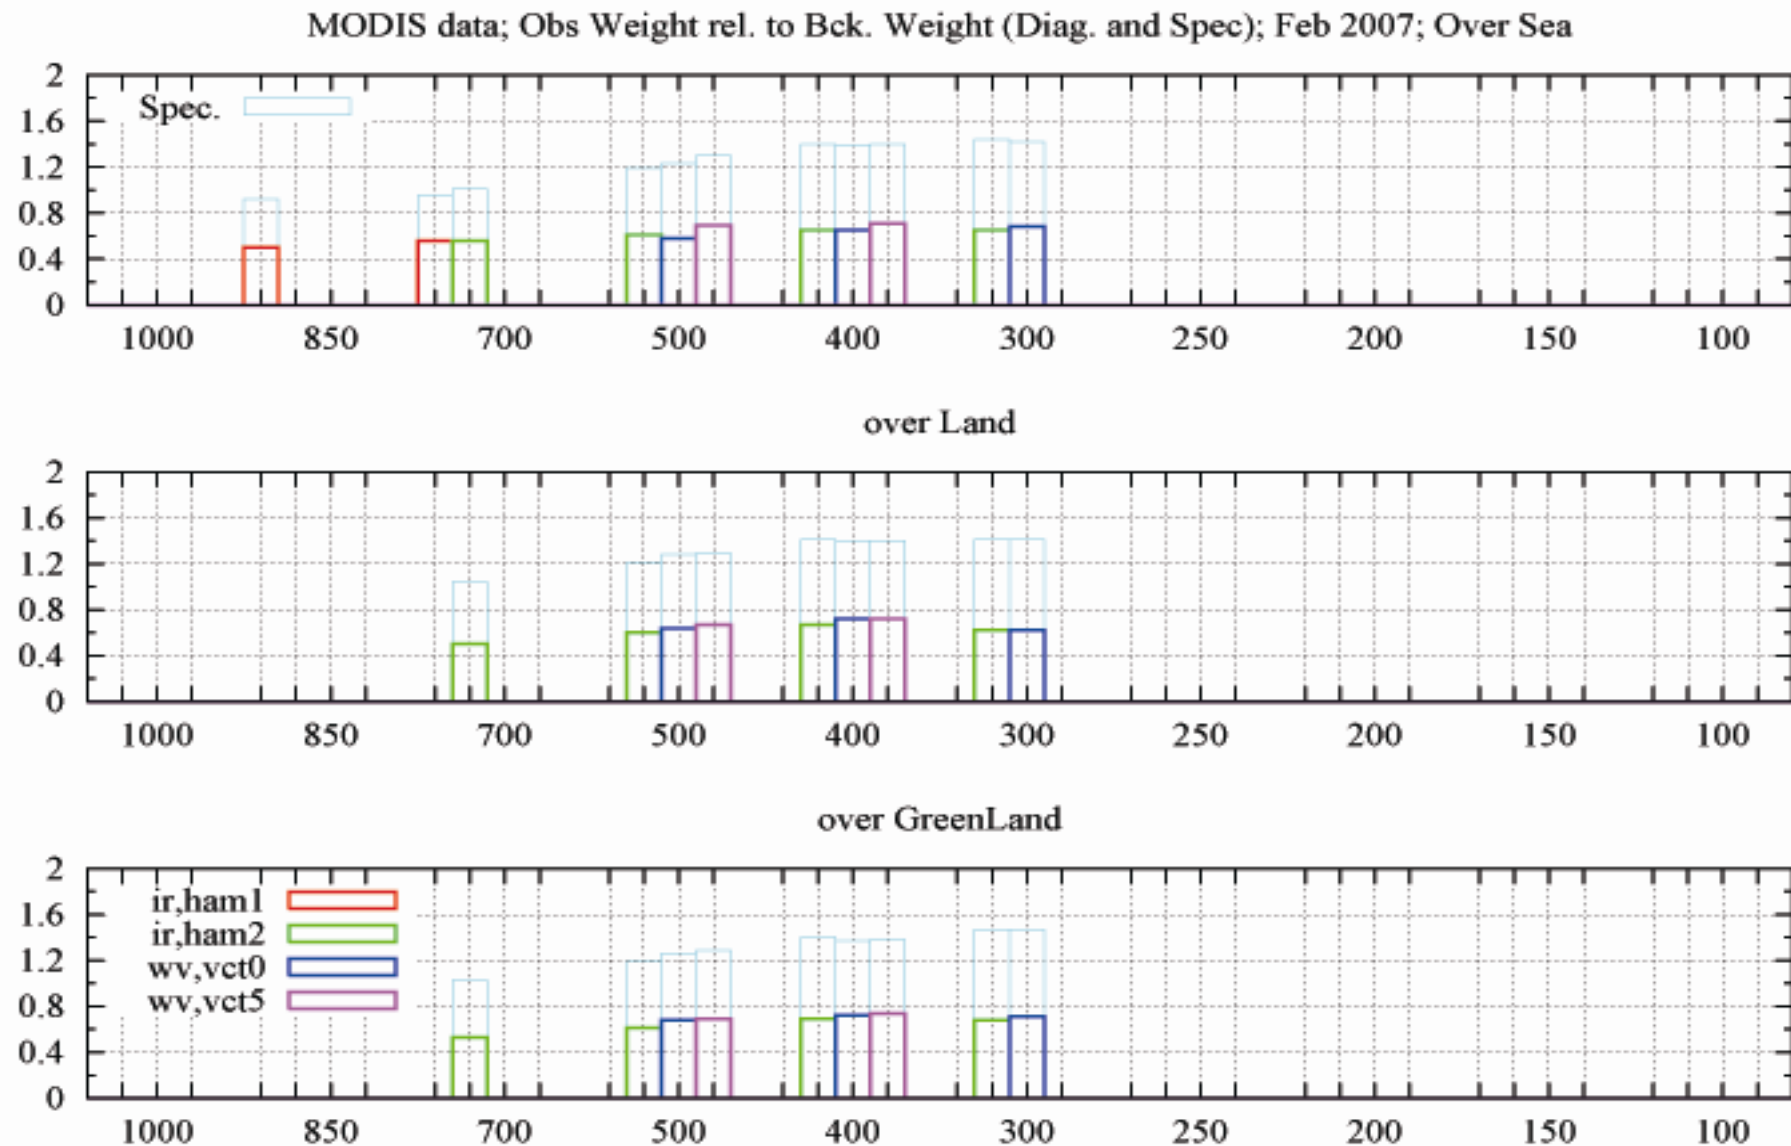 MODIS data; Obs Weight rel. to Bck. Weight (Diag. and Spec); Feb 2007; Over Sea
2
Spec.
1.6
1.2
0.8
0.4
0
1000 850 700 500 400 300 250 200 150 100
over Land
2
1.6
1.2
0.8
0.4
0
1000 850 700 500 400 300 250 200 150 100
over GreenLand
2
ir,ham1
1.6
ir,ham2
1.2
wv,vct0
wv,vct5
0.8
0.4
0
1000 850 700 500 400 300 250 200 150 100